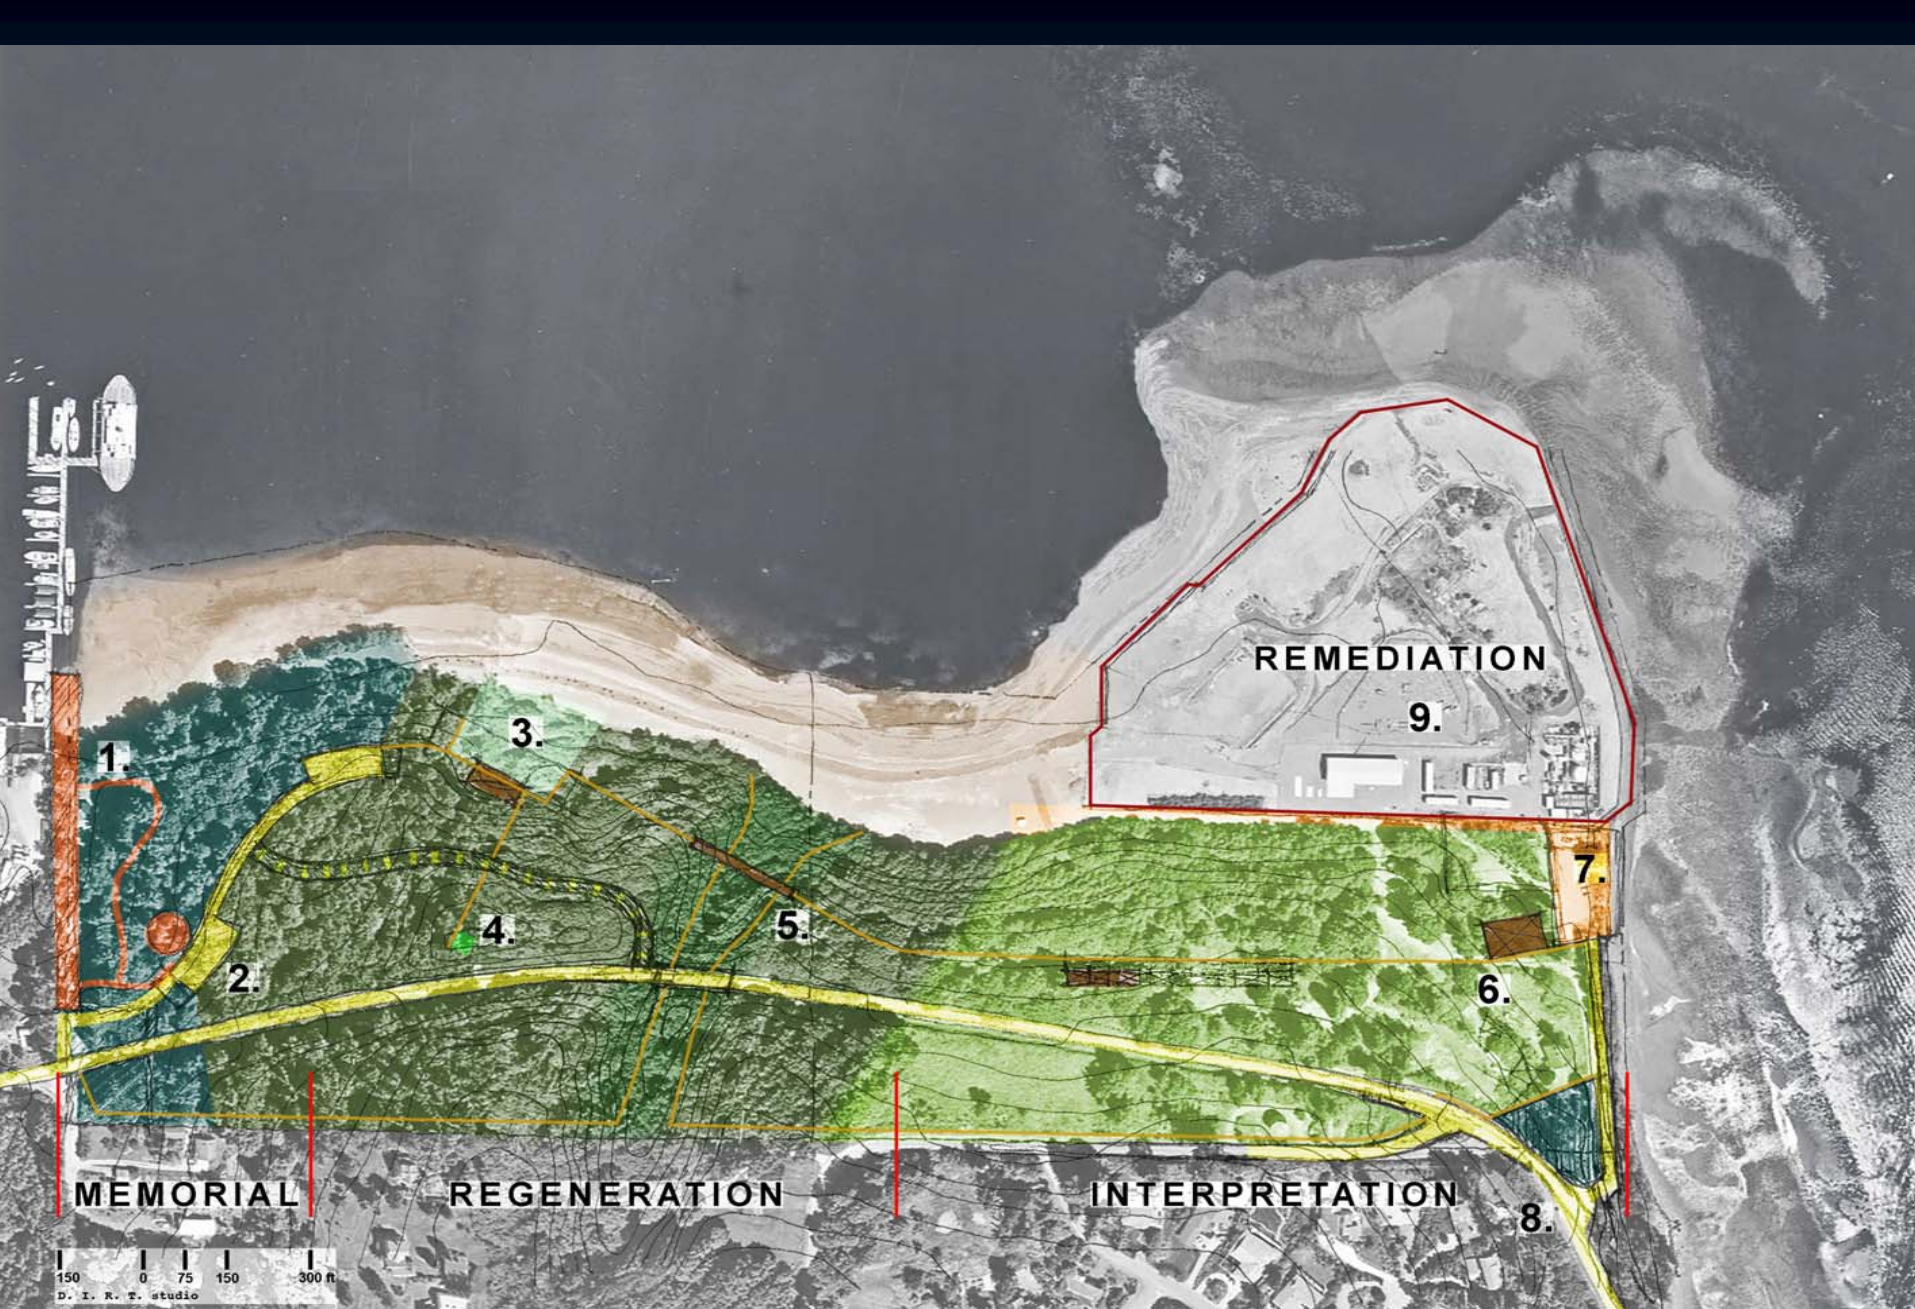 REMEDIATION
9.
3.
1.
7.
4.
5.
2.
6.
MEMORIAL
REGENERATION
INTERPRETATION
8.
150 0 75 150 300 ft
D. I. R. T. studio